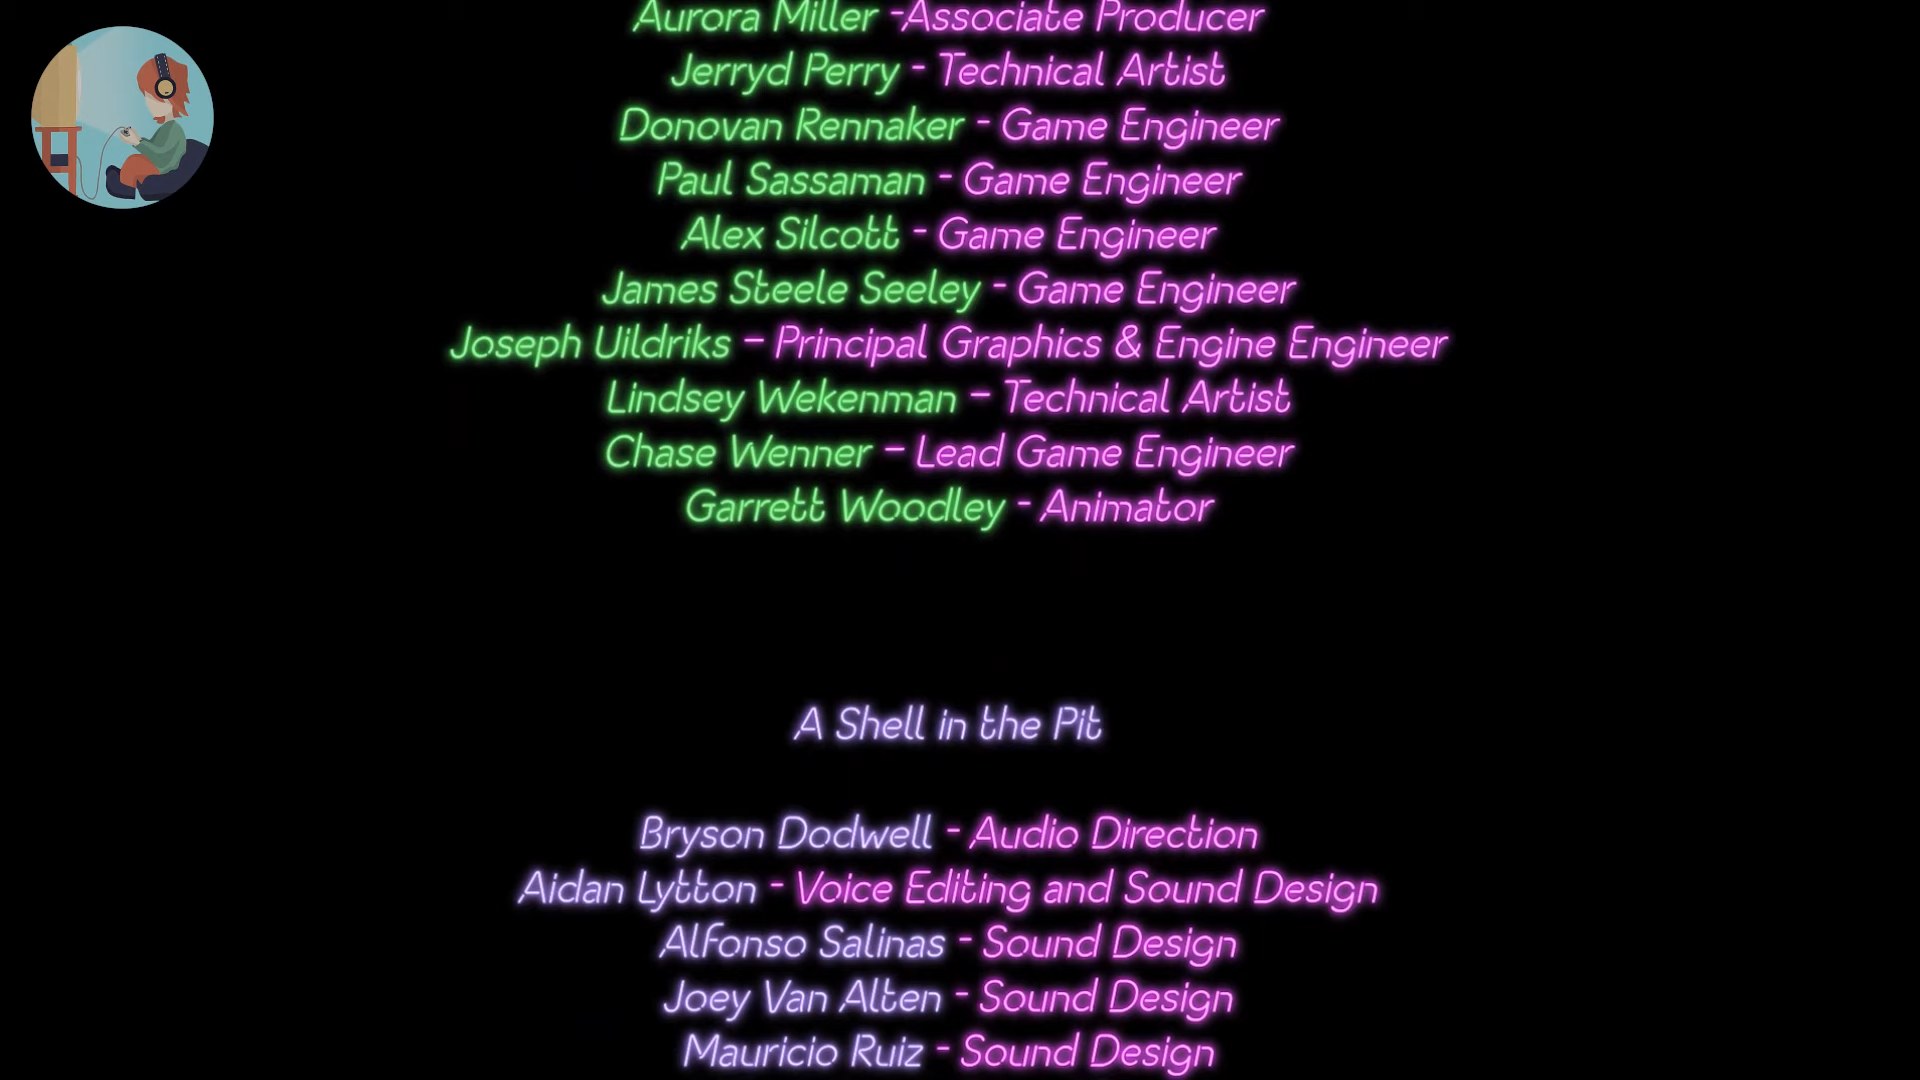 Aurora Miller -Associate Producer
Jerryd Perry - Technical Artist
Donovan Rennaker - Game Engineer
Paul Sassaman - Game Engineer
Alex Silcott - Game Engineer
James Steele Seeley - Game Engineer
Joseph Uildriks – Principal Graphics & Engine Engineer
Lindsey Wekenman – Technical Artist
Chase Wenner – Lead Game Engineer
Garrett Woodley - Animator
A Shell in the Pit
Bryson Dodwell - Audio Direction
Aidan Lytton - Voice Editing and Sound Design
Alfonso Salinas - Sound Design
Joey Van Alten - Sound Design
Mauricio Ruiz - Sound Design